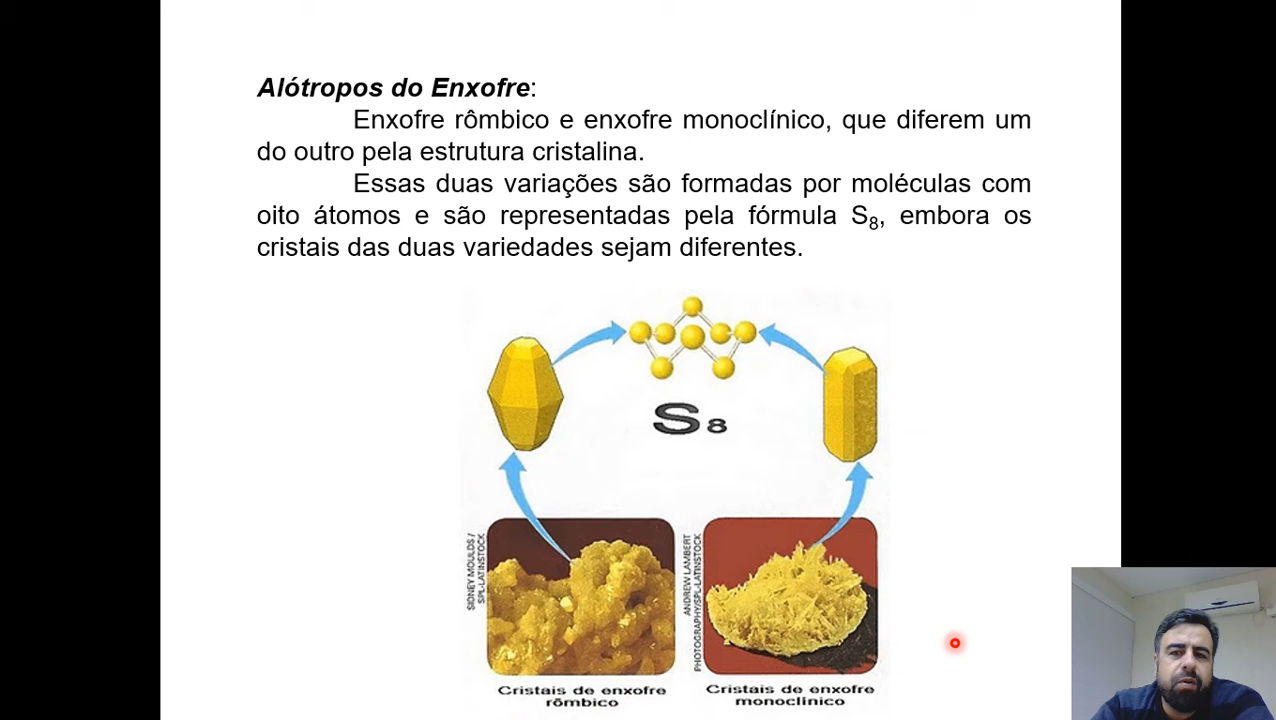 Alótropos do Enxofre:
Enxofre rômbico e enxofre monoclínico, que diferem um
do outro pela estrutura cristalina.
Essas duas variações são formadas por moléculas com
oito átomos e são representadas pela fórmula S₈, embora os
cristais das duas variedades sejam diferentes.
S₈
SIDNEY MOULDS /
SPL-LATINSTOCK
ANDREW LAMBERT
PHOTOGRAPHY/SPL-LATINSTOCK
Cristais de enxofre
rômbico
Cristais de enxofre
monoclínico